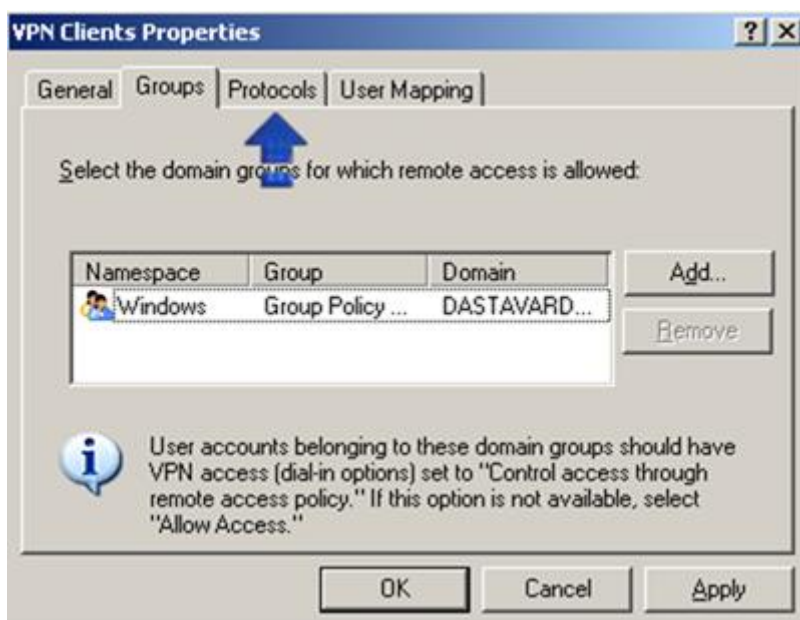 VPN Clients Properties
General Groups Protocols User Mapping
Select the domain groups for which remote access is allowed:
Namespace Group Domain Add...
Windows Group Policy ... DASTAVARD...
Remove
User accounts belonging to these domain groups should have
VPN access (dial-in options) set to "Control access through
remote access policy." If this option is not available, select
"Allow Access."
OK Cancel Apply